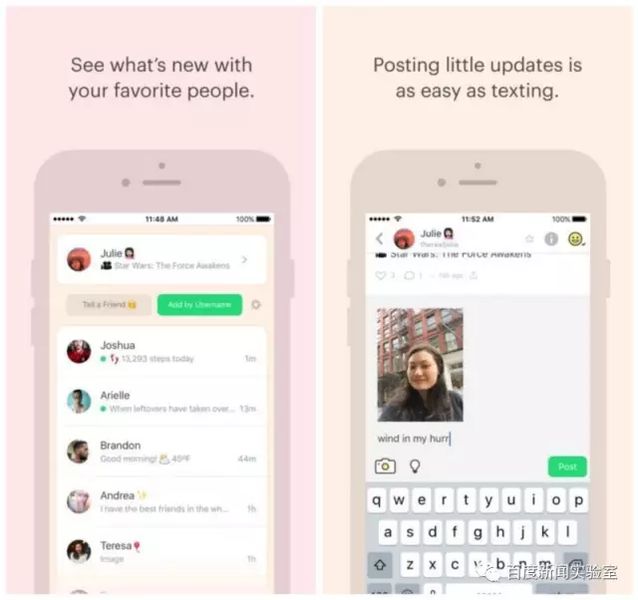 See what's new with
your favorite people.
11:48 AM
100%
Julie
Star Wars: The Force Awakens
Tell a Friend
Add by Username
Joshua
13,293 steps today
1m
Arielle
When leftovers have taken over...
13m
Brandon
Good morning! 45°F
44m
Andrea
I have the best friends in the wh...
1h
Teresa
Image
1h
Posting little updates is
as easy as texting.
11:52 AM
100%
Julie
Star Wars: The Force Awakens
3
1
wind in my hurr
Post
q w e r t y u i o p
a s d f g h j k l
z x c v b n m
123
百度新闻实验室